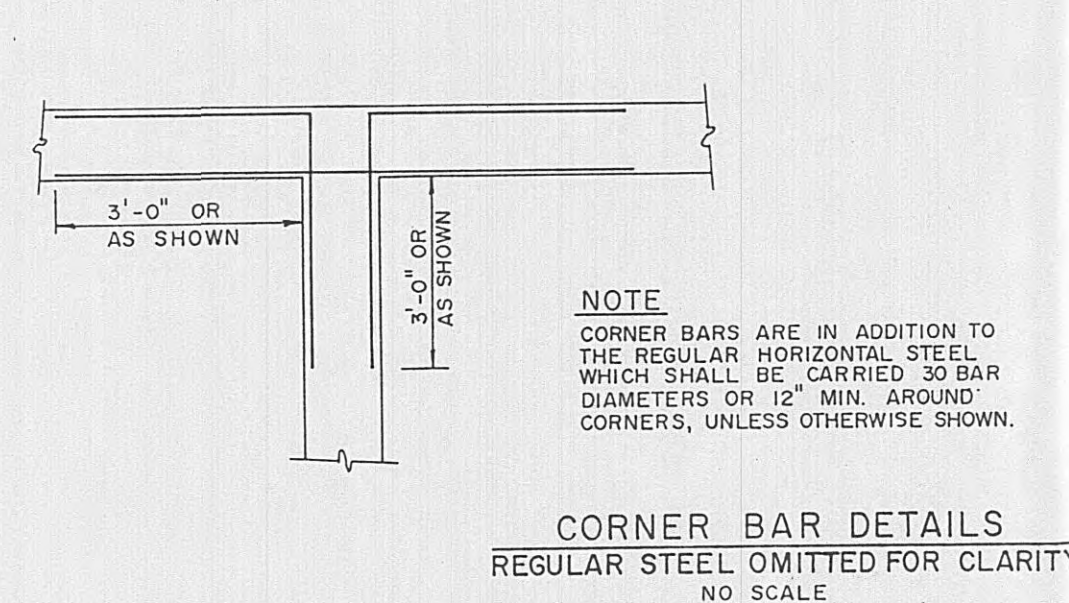 3'-0" OR
AS SHOWN
3'-0" OR
AS SHOWN
NOTE
CORNER BARS ARE IN ADDITION TO
THE REGULAR HORIZONTAL STEEL
WHICH SHALL BE CARRIED 30 BAR
DIAMETERS OR 12" MIN. AROUND
CORNERS, UNLESS OTHERWISE SHOWN.
CORNER BAR DETAILS
REGULAR STEEL OMITTED FOR CLARITY
NO SCALE